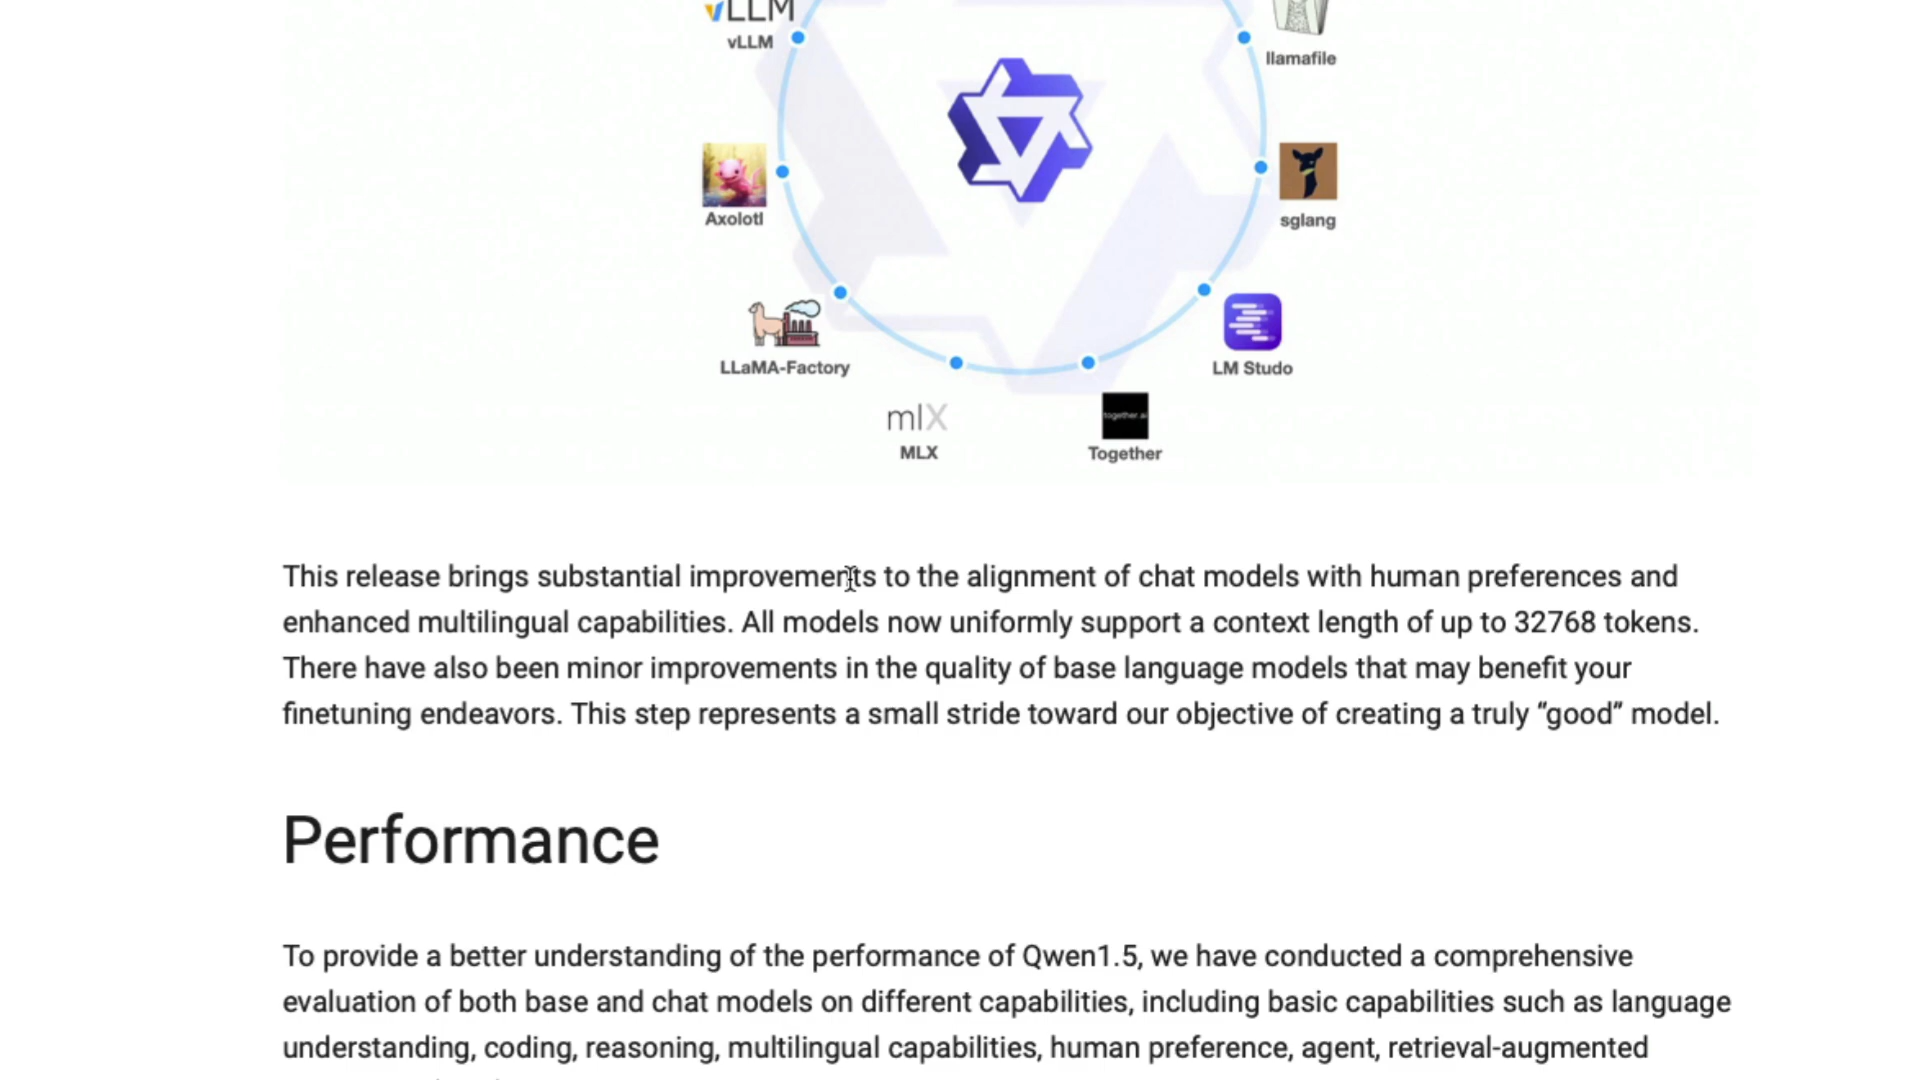 vLLM
vLLM
llamafile
Axolotl
sglang
LLaMA-Factory
LM Studo
mlX
together.ai
MLX
Together
This release brings substantial improvements to the alignment of chat models with human preferences and
enhanced multilingual capabilities. All models now uniformly support a context length of up to 32768 tokens.
There have also been minor improvements in the quality of base language models that may benefit your
finetuning endeavors. This step represents a small stride toward our objective of creating a truly “good” model.
Performance
To provide a better understanding of the performance of Qwen1.5, we have conducted a comprehensive
evaluation of both base and chat models on different capabilities, including basic capabilities such as language
understanding, coding, reasoning, multilingual capabilities, human preference, agent, retrieval-augmented